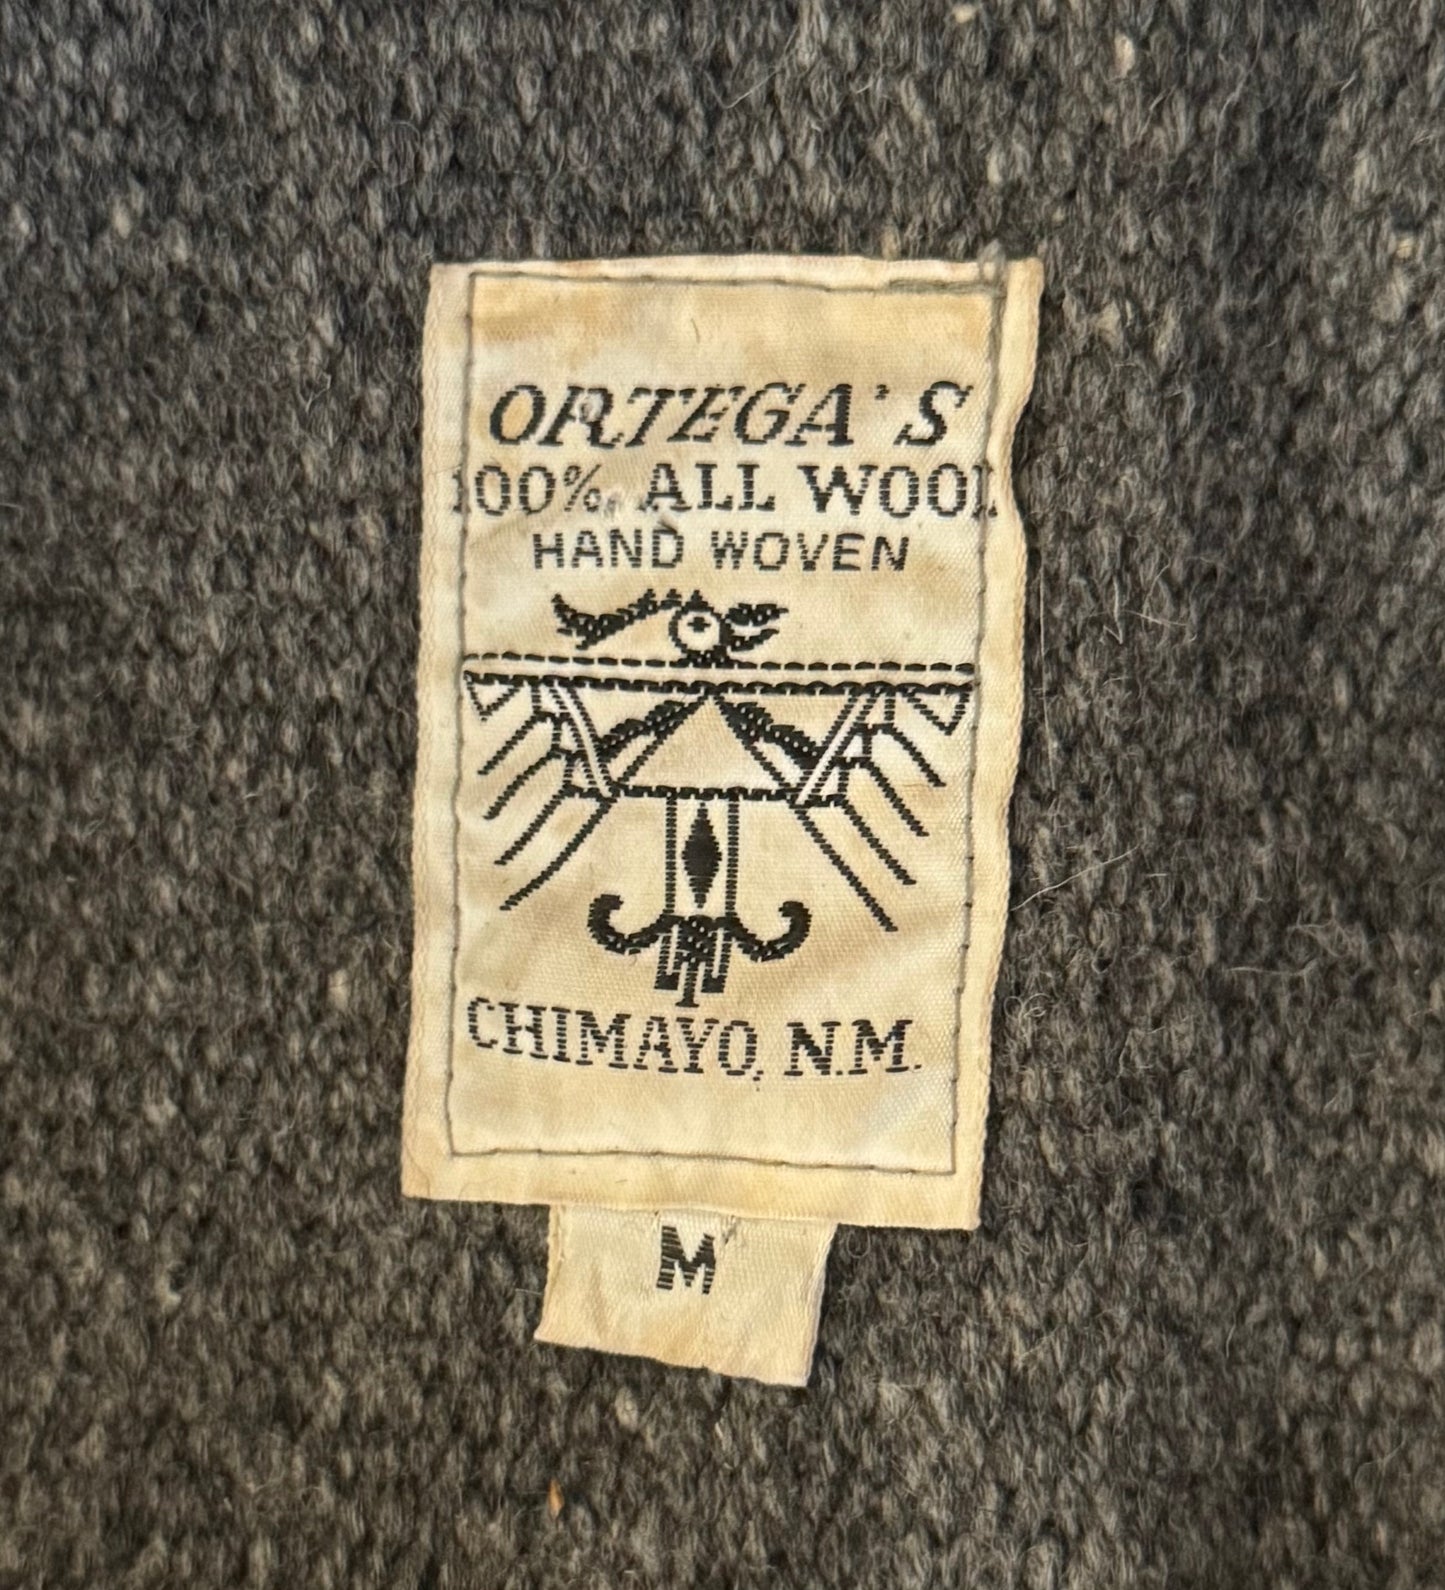 ORTEGA'S
100% ALL WOOL
HAND WOVEN
CHIMAYO, N.M.
M